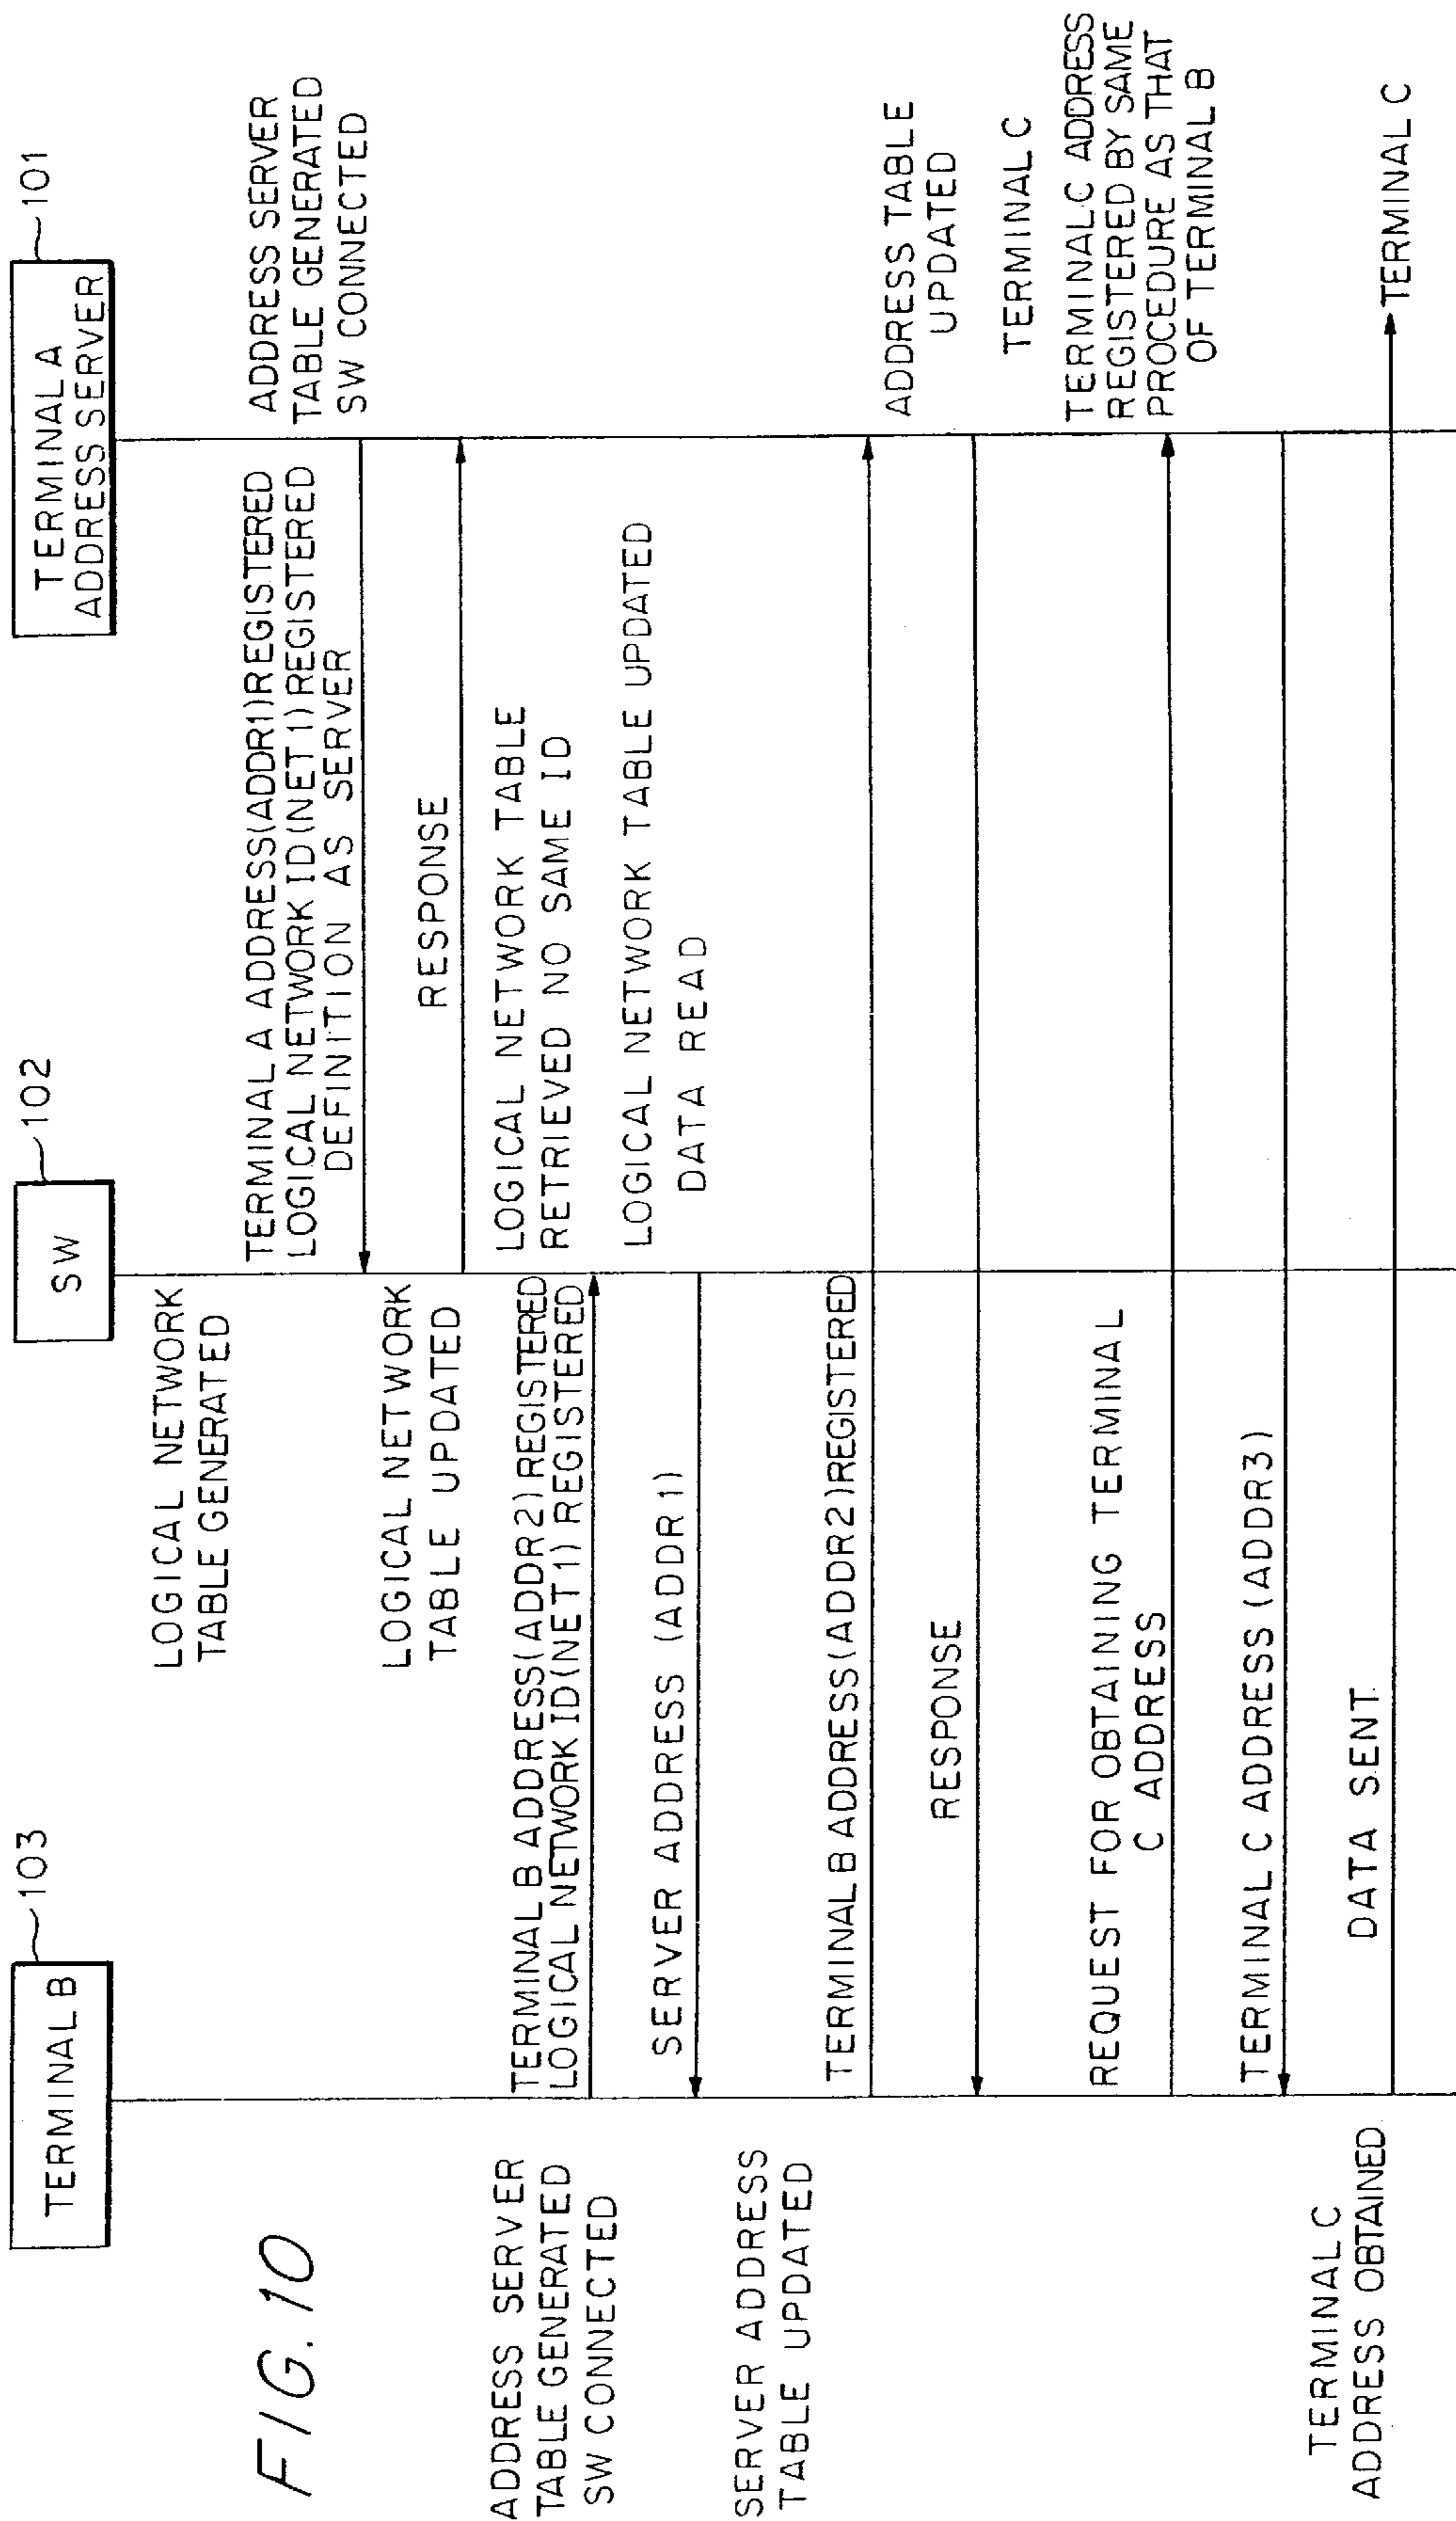 FIG. 10
TERMINAL B
103
SW
102
TERMINAL A
ADDRESS SERVER
101
LOGICAL NETWORK
TABLE GENERATED
ADDRESS SERVER
TABLE GENERATED
SW CONNECTED
TERMINAL A ADDRESS(ADDR1)REGISTERED
LOGICAL NETWORK ID(NET1)REGISTERED
DEFINITION AS SERVER
LOGICAL NETWORK
TABLE UPDATED
RESPONSE
ADDRESS SERVER
TABLE GENERATED
SW CONNECTED
TERMINAL B ADDRESS(ADDR2)REGISTERED
LOGICAL NETWORK ID(NET1)REGISTERED
LOGICAL NETWORK TABLE
RETRIEVED NO SAME ID
LOGICAL NETWORK TABLE UPDATED
DATA READ
SERVER ADDRESS (ADDR1)
SERVER ADDRESS
TABLE UPDATED
TERMINAL B ADDRESS(ADDR2)REGISTERED
ADDRESS TABLE
UPDATED
RESPONSE
TERMINAL C
TERMINAL C ADDRESS
REGISTERED BY SAME
PROCEDURE AS THAT
OF TERMINAL B
REQUEST FOR OBTAINING TERMINAL
C ADDRESS
TERMINAL C ADDRESS (ADDR3)
TERMINAL C
ADDRESS OBTAINED
DATA SENT
TERMINAL C